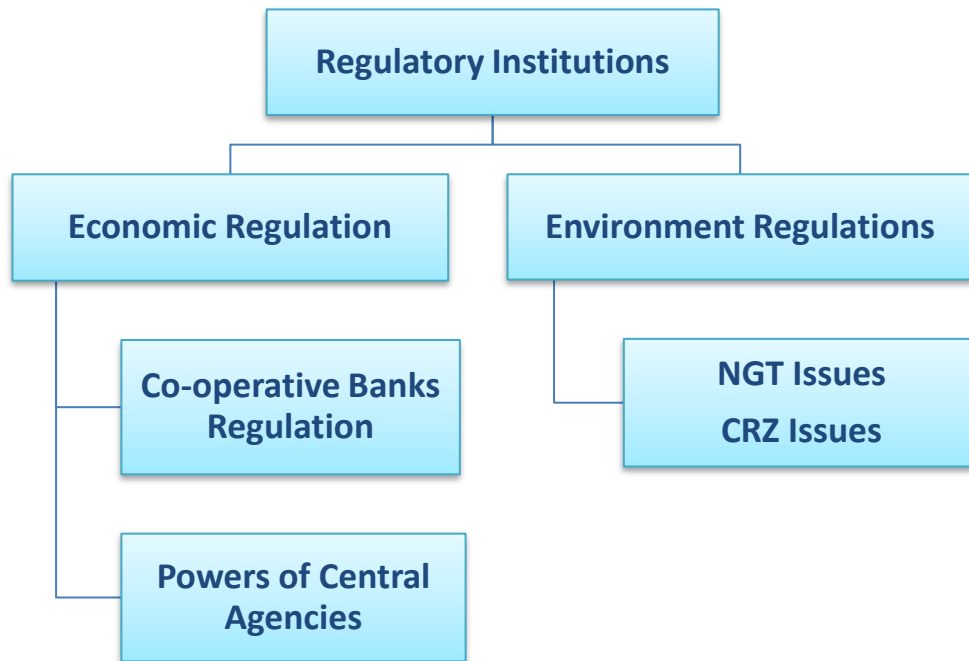 Regulatory Institutions
Economic Regulation
Environment Regulations
Co-operative Banks
Regulation
NGT Issues
CRZ Issues
Powers of Central
Agencies